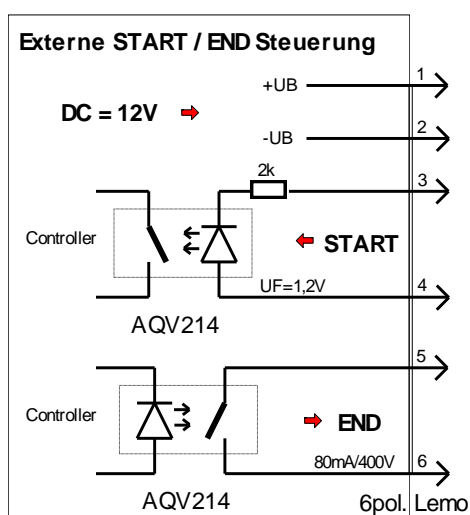 Externe START / END Steuerung
1
+UB
DC = 12V
2
-UB
2k
3
Controller
START
UF=1,2V
4
AQV214
5
Controller
END
80mA/400V
6
AQV214
6pol. Lemo